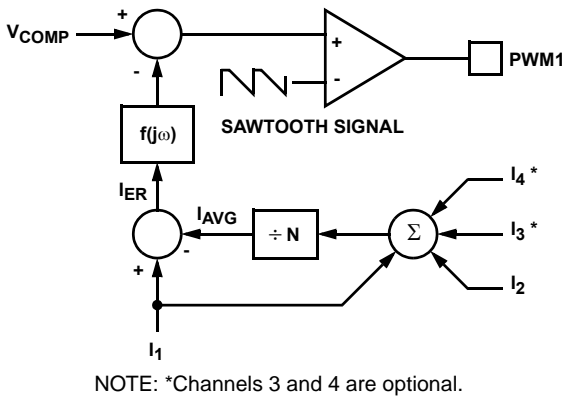 V_COMP
+
-
+
-
PWM1
SAWTOOTH SIGNAL
f(jω)
I_ER
I_AVG
÷ N
Σ
I_4 *
I_3 *
I_2
+
-
I_1
NOTE: *Channels 3 and 4 are optional.